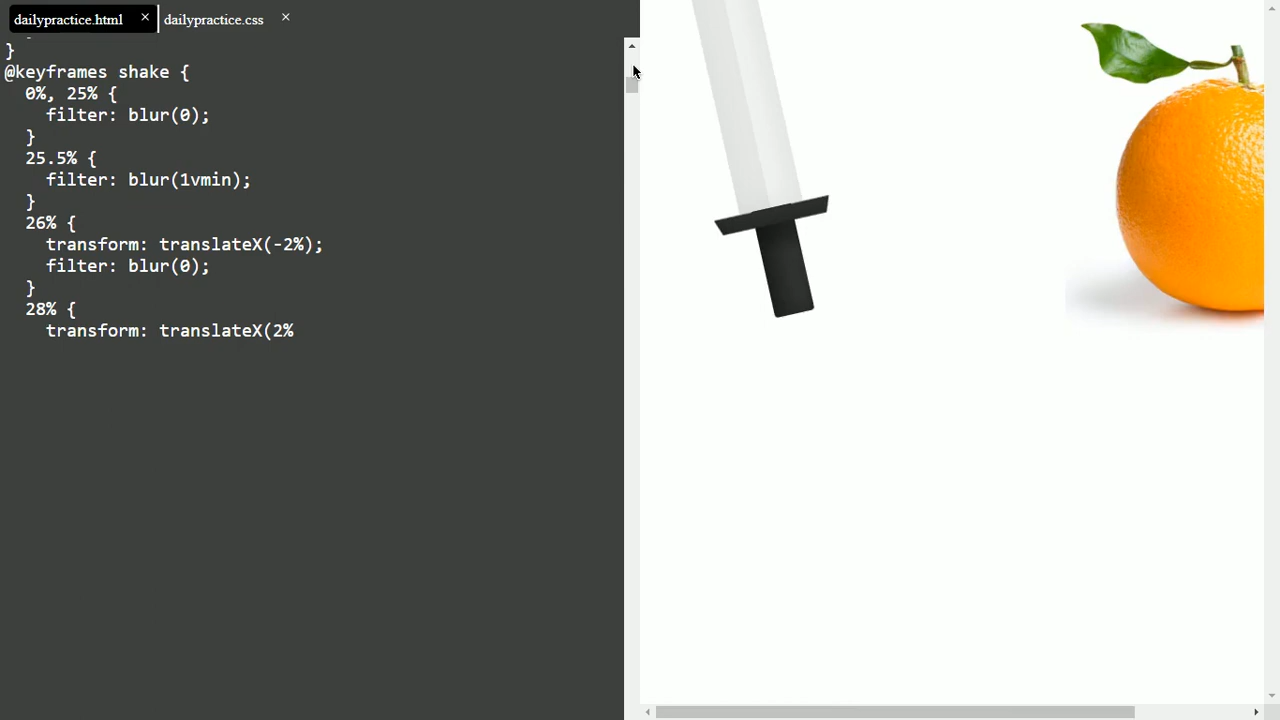 dailypractice.html × dailypractice.css ×
}
@keyframes shake {
  0%, 25% {
    filter: blur(0);
  }
  25.5% {
    filter: blur(1vmin);
  }
  26% {
    transform: translateX(-2%);
    filter: blur(0);
  }
  28% {
    transform: translateX(2%